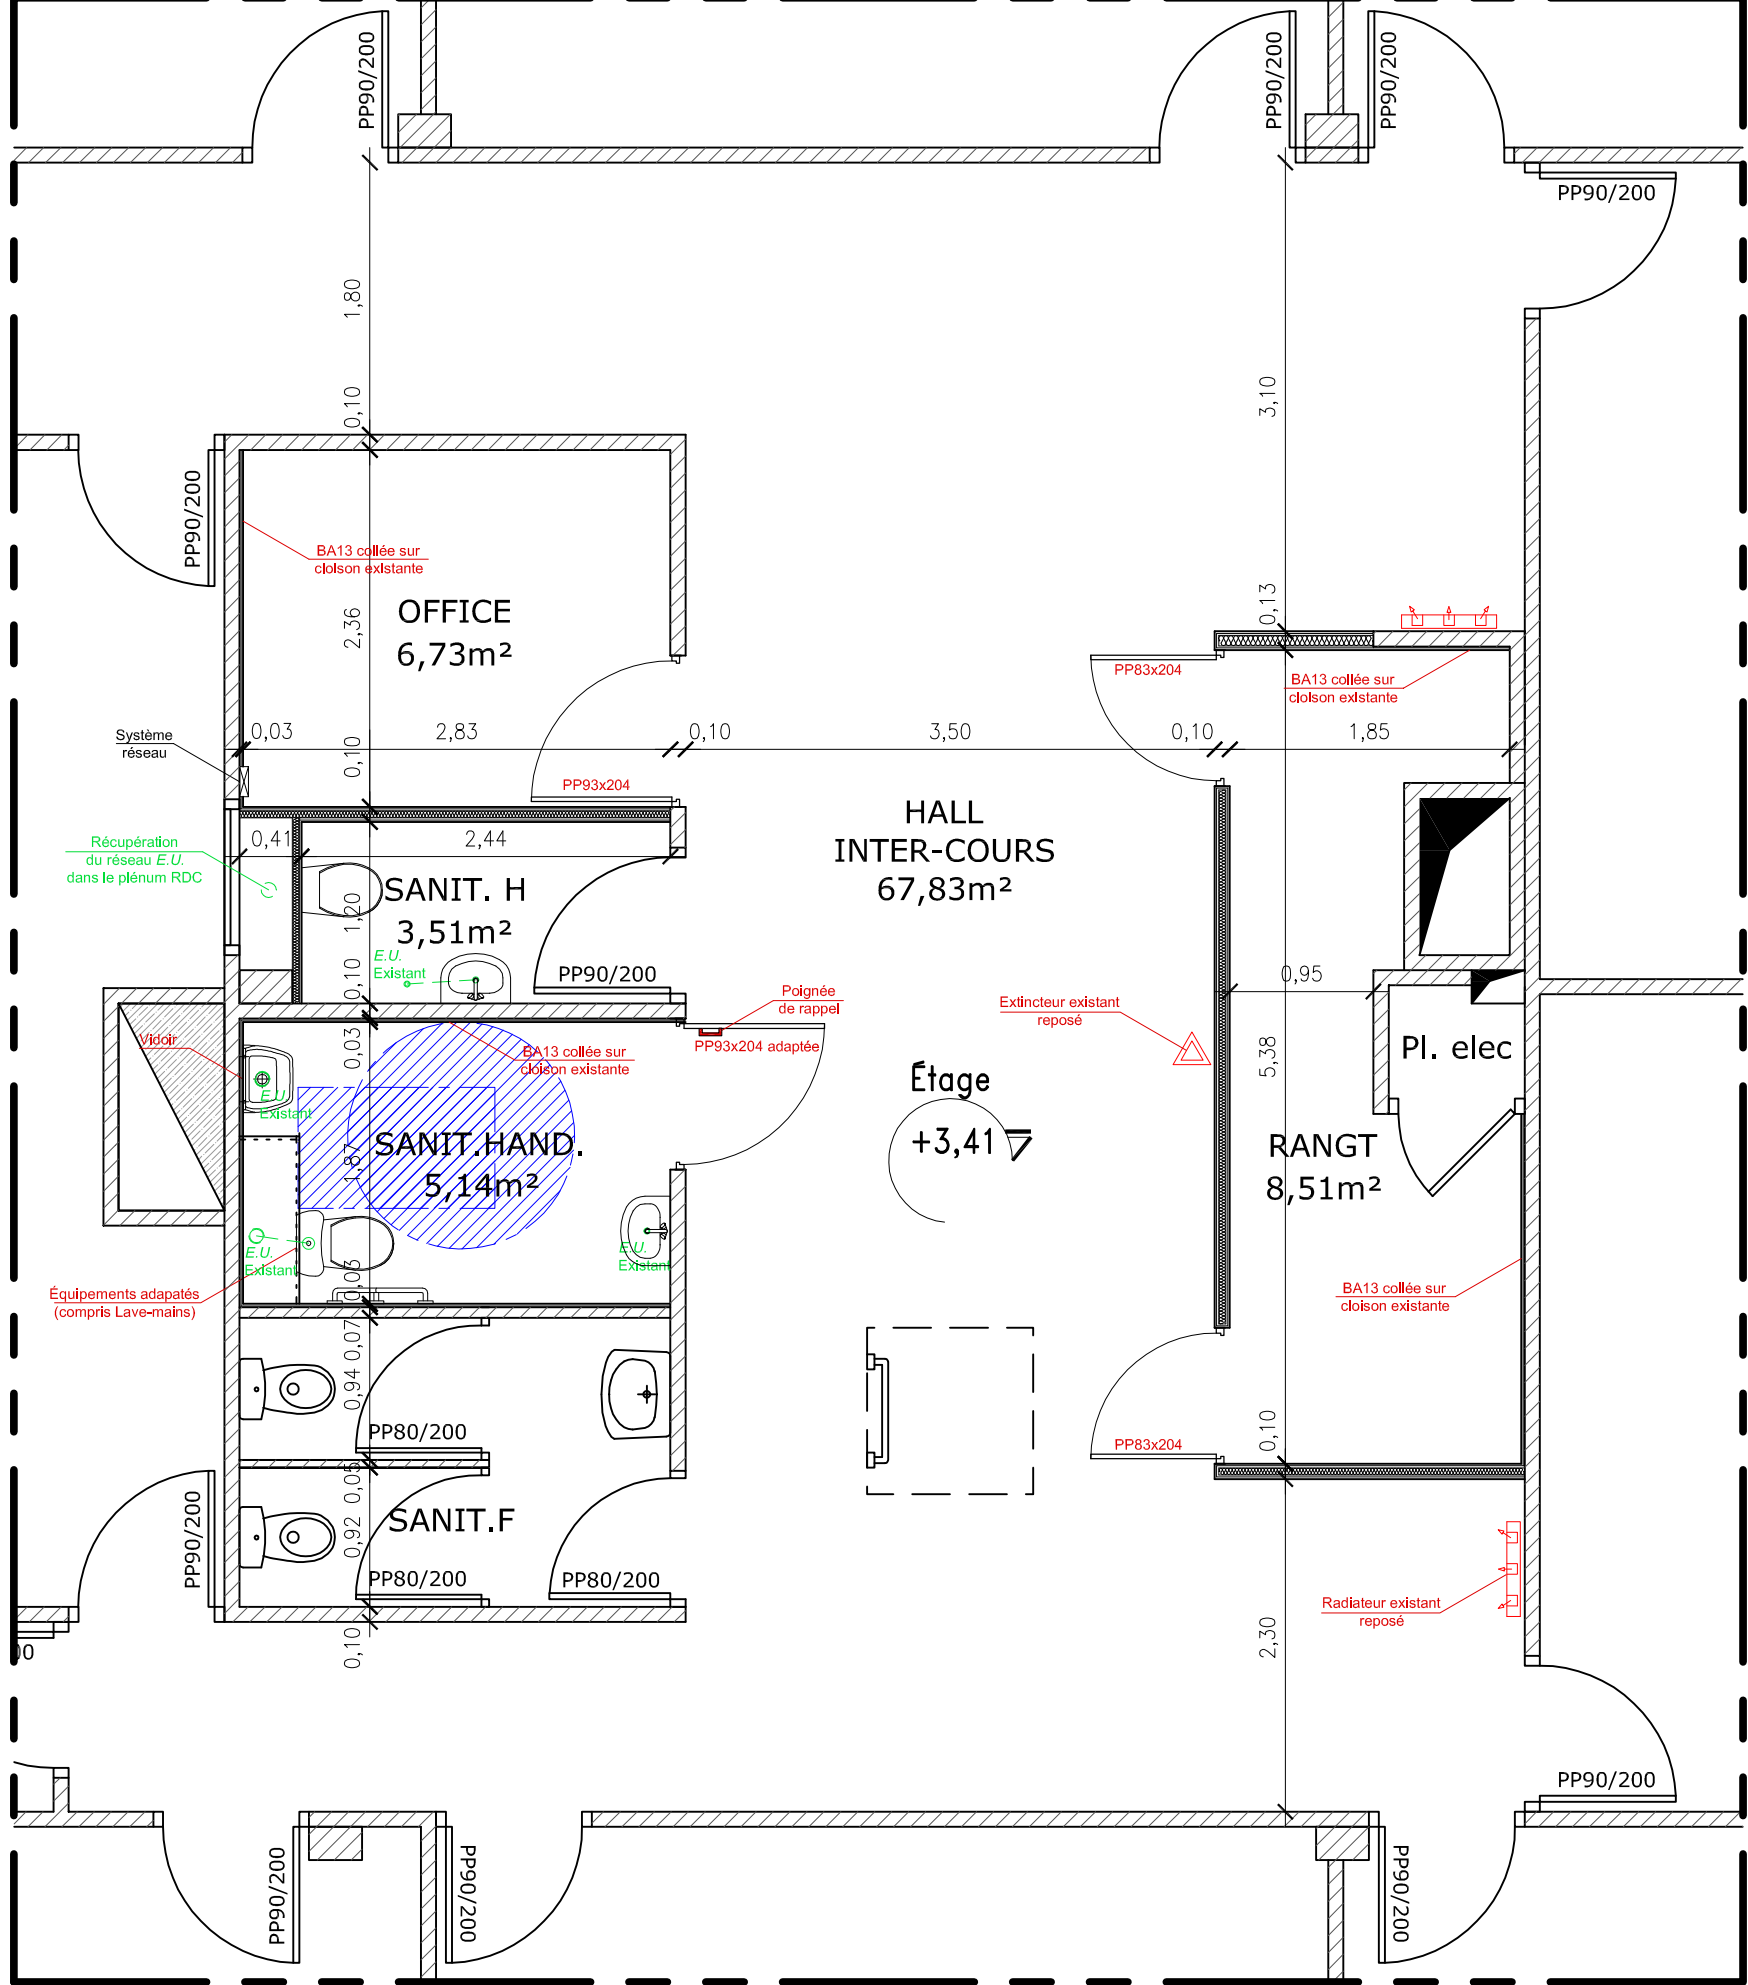 PP90/200
PP90/200
PP90/200
PP90/200
1,80
0,10
3,10
0,13
PP90/200
BA13 collée sur
cloison existante
OFFICE
6,73m²
2,36
PP83x204
BA13 collée sur
cloison existante
Système
réseau
0,03
2,83
0,10
3,50
0,10
1,85
0,10
PP93x204
HALL
INTER-COURS
67,83m²
Récupération
du réseau E.U.
dans le plénum RDC
0,41
2,44
SANIT. H
3,51m²
1,20
E.U.
Existant
PP90/200
0,10
0,95
Poignée
de rappel
PP93x204 adaptée
Extincteur existant
reposé
Vidoir
0,03
BA13 collée sur
cloison existante
E.U.
Existant
Étage
+3,41
5,38
Pl. elec
SANIT.HAND.
5,14m²
1,87
RANGT
8,51m²
E.U.
Existant
E.U.
Existant
0,03
Équipements adapatés
(compris Lave-mains)
BA13 collée sur
cloison existante
0,07
0,94
PP80/200
PP83x204
0,10
0,05
SANIT.F
0,92
PP80/200
PP80/200
PP90/200
0,10
Radiateur existant
reposé
2,30
00
PP90/200
PP90/200
PP90/200
PP90/200